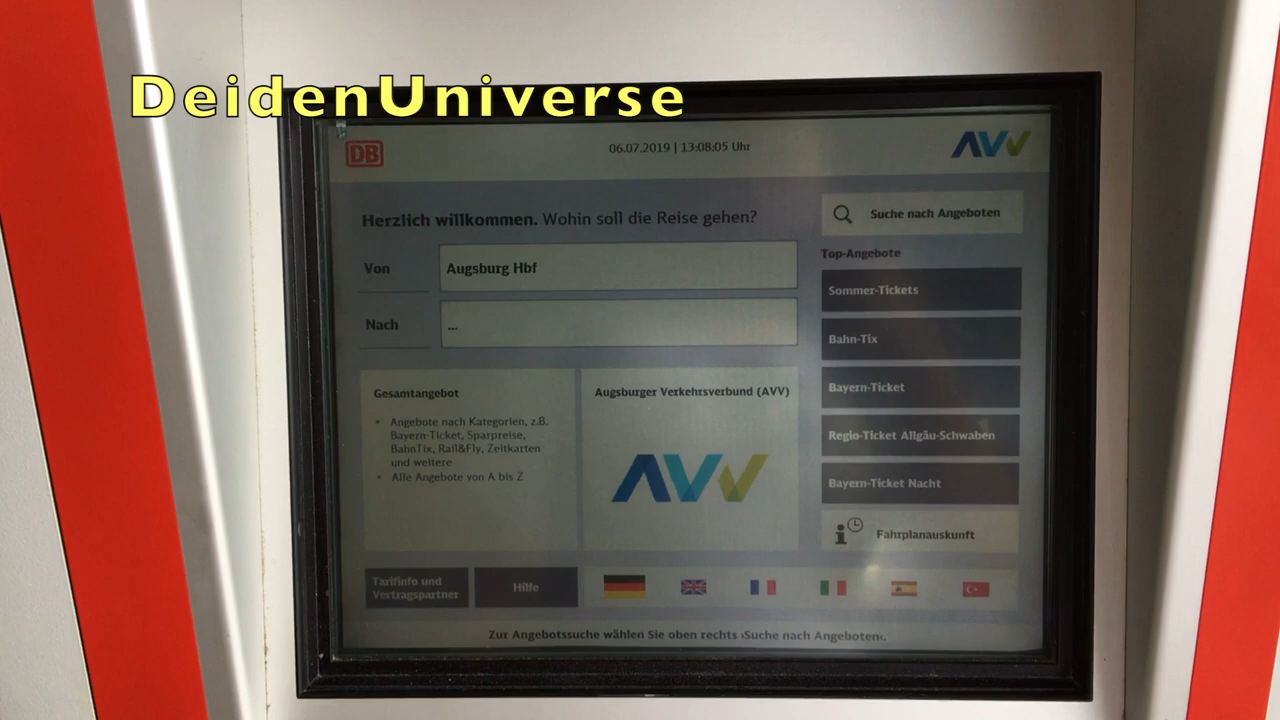 DeidenUniverse
DB
06.07.2019 | 13:08:05 Uhr
AVV
Herzlich willkommen. Wohin soll die Reise gehen?
Von
Augsburg Hbf
Nach
...
Gesamtangebot
• Angebote nach Kategorien, z.B.
Bayern-Ticket, Sparpreise,
BahnTix, Rail&Fly, Zeitkarten
und weitere
• Alle Angebote von A bis Z
Augsburger Verkehrsverbund (AVV)
AVV
Suche nach Angeboten
Top-Angebote
Sommer-Tickets
Bahn-Tix
Bayern-Ticket
Regio-Ticket Allgäu-Schwaben
Bayern-Ticket Nacht
Fahrplanauskunft
Tarifinfo und
Vertragspartner
Hilfe
Zur Angebotssuche wählen Sie oben rechts ›Suche nach Angeboten‹.